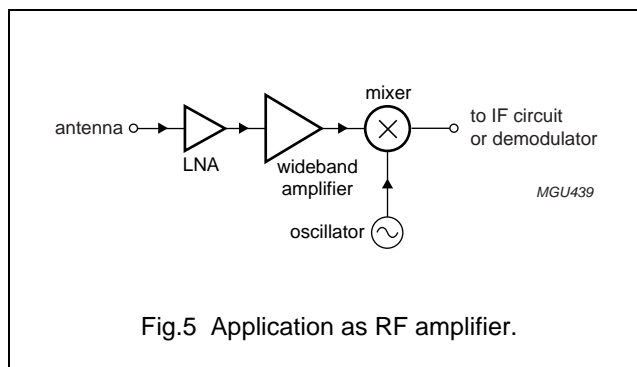 mixer
antenna
to IF circuit
or demodulator
LNA
wideband
amplifier
MGU439
oscillator
Fig.5 Application as RF amplifier.